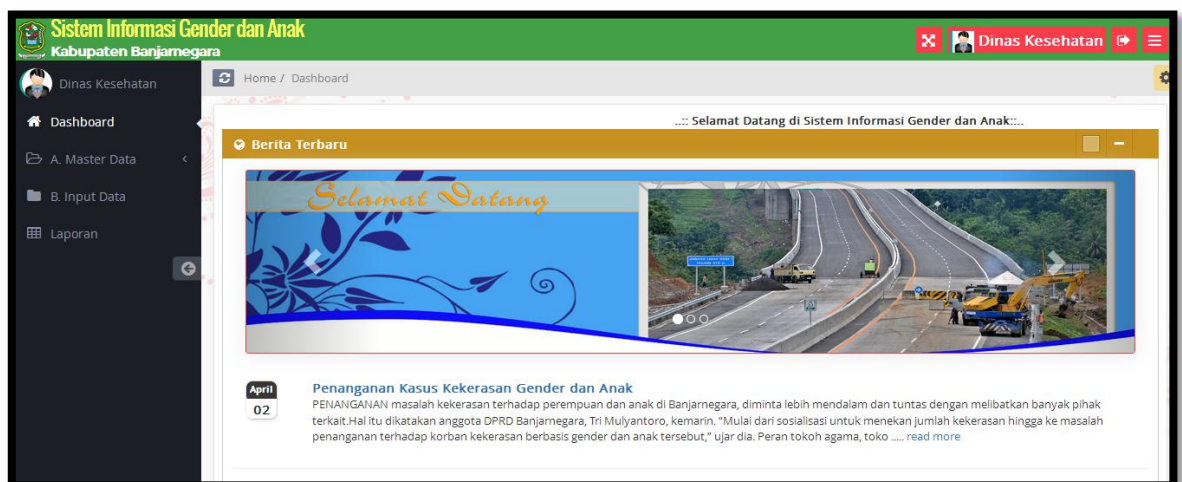 Sistem Informasi Gender dan Anak
Kabupaten Banjarnegara
Dinas Kesehatan
Dinas Kesehatan
Home / Dashboard
Dashboard
A. Master Data
B. Input Data
Laporan
..:: Selamat Datang di Sistem Informasi Gender dan Anak::..
Berita Terbaru
Selamat Datang
April
02
Penanganan Kasus Kekerasan Gender dan Anak
PENANGANAN masalah kekerasan terhadap perempuan dan anak di Banjarnegara, diminta lebih mendalam dan tuntas dengan melibatkan banyak pihak
terkait.Hal itu dikatakan anggota DPRD Banjarnegara, Tri Mulyantoro, kemarin. “Mulai dari sosialisasi untuk menekan jumlah kekerasan hingga ke masalah
penanganan terhadap korban kekerasan berbasis gender dan anak tersebut,” ujar dia. Peran tokoh agama, toko ..... read more